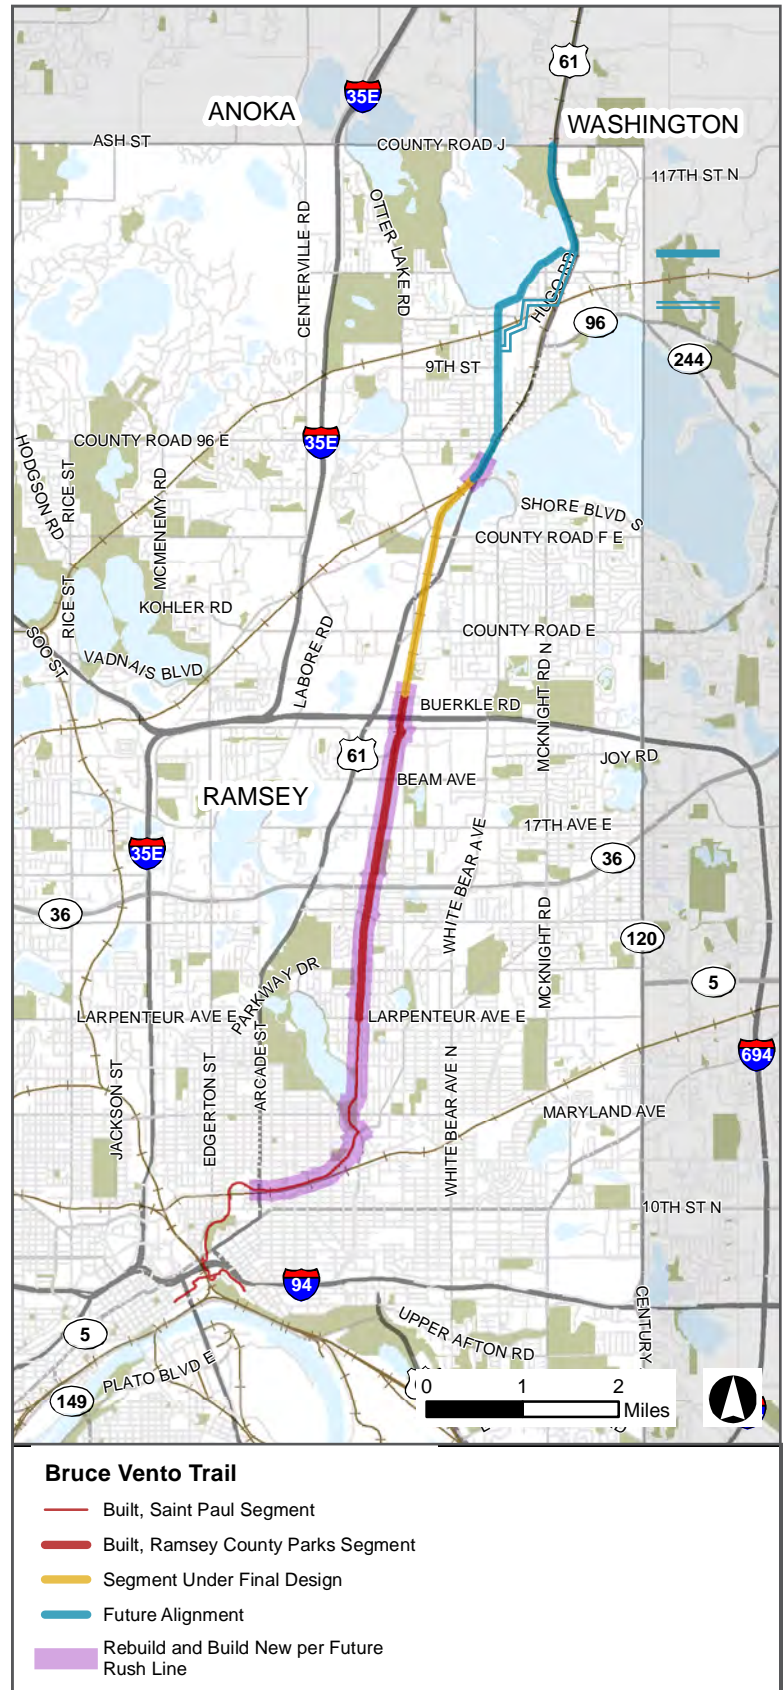 61
35E
ANOKA
WASHINGTON
ASH ST
COUNTY ROAD J
117TH ST N
OTTER LAKE RD
CENTERVILLE RD
HUGO RD
96
244
9TH ST
COUNTY ROAD 96 E
35E
HODGSON RD
RICE ST
MCMENEMY RD
SHORE BLVD S
COUNTY ROAD F E
RICE ST
KOHLER RD
SOO ST
VADNAIS BLVD
LABORE RD
COUNTY ROAD E
MCKNIGHT RD N
BUERKLE RD
61
JOY RD
BEAM AVE
RAMSEY
17TH AVE E
35E
WHITE BEAR AVE
36
36
MCKNIGHT RD
120
PARKWAY DR
5
LARPENTEUR AVE E
LARPENTEUR AVE E
ARCADE ST
694
JACKSON ST
EDGERTON ST
WHITE BEAR AVE N
MARYLAND AVE
10TH ST N
94
CENTURY
5
UPPER AFTON RD
PLATO BLVD E
149
0 1 2
Miles
Bruce Vento Trail
Built, Saint Paul Segment
Built, Ramsey County Parks Segment
Segment Under Final Design
Future Alignment
Rebuild and Build New per Future
Rush Line